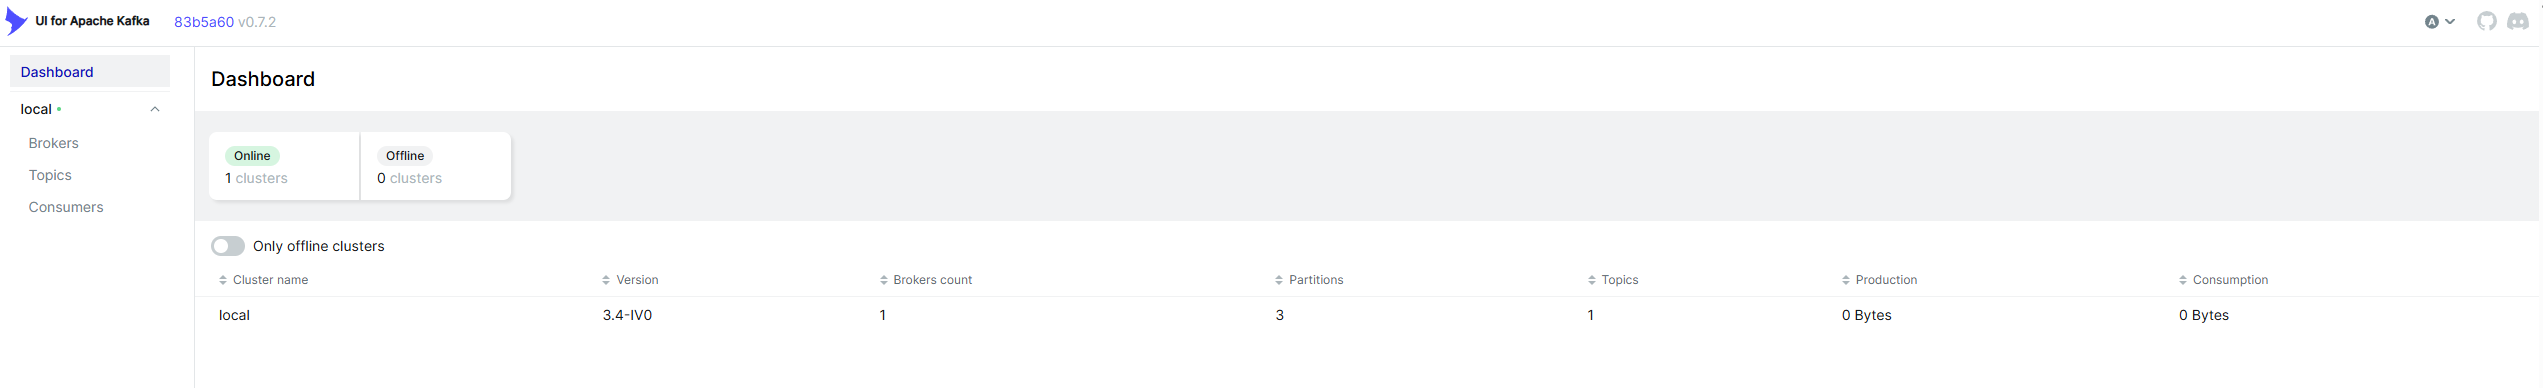 UI for Apache Kafka 83b5a60 v0.7.2 A
Dashboard
local
Brokers
Topics
Consumers
Dashboard
Online Offline
1 clusters 0 clusters
Only offline clusters
Cluster name Version Brokers count Partitions Topics Production Consumption
local 3.4-IV0 1 3 1 0 Bytes 0 Bytes